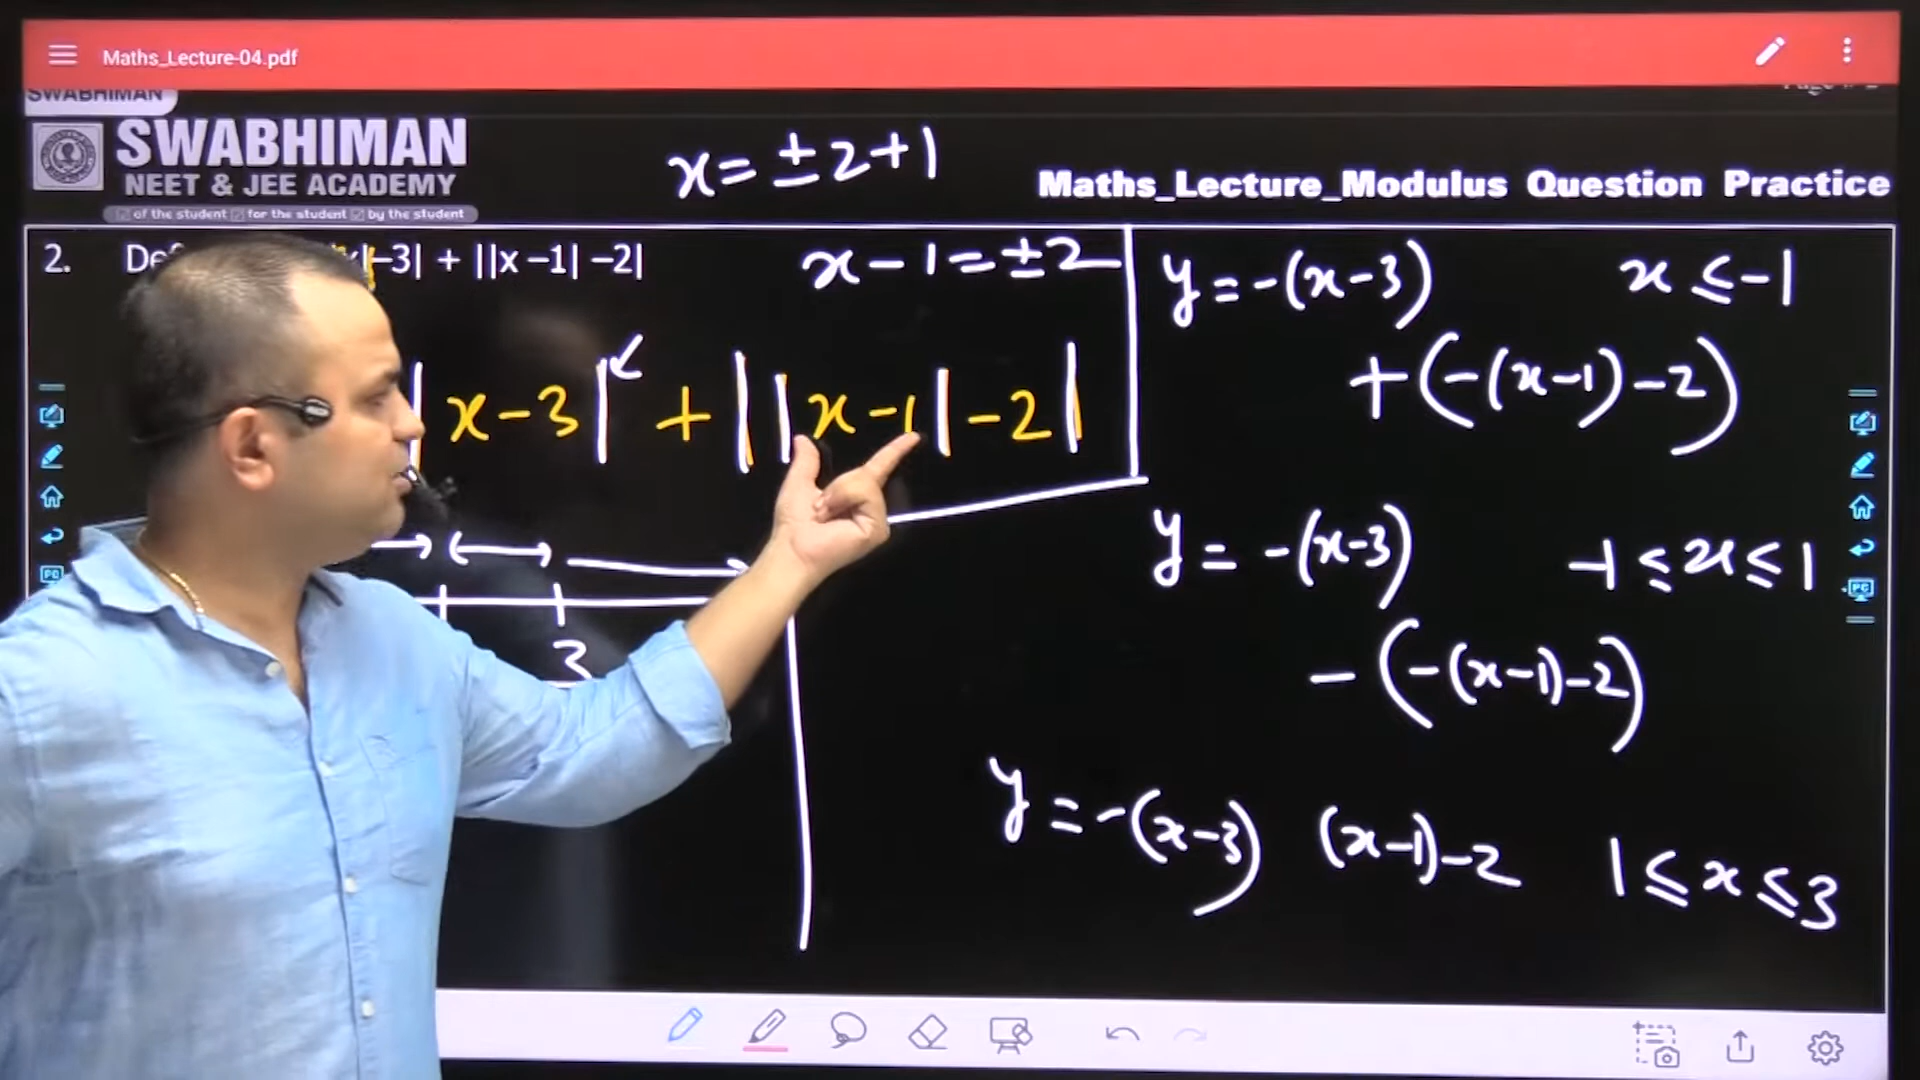 Maths_Lecture-04.pdf
SWABHIMAN
SWABHIMAN
NEET & JEE ACADEMY
of the student for the student by the student
x = ±2+1
Maths_Lecture_Modulus Question Practice
2. |-3| + ||x-1| -2|
x-1 = ±2
|x-3| + ||x-1| -2|
3
y = -(x-3) x ≤ -1
+(-(x-1)-2)
y = -(x-3) -1 ≤ x ≤ 1
-(-(x-1)-2)
y = -(x-3) (x-1)-2 1 ≤ x ≤ 3